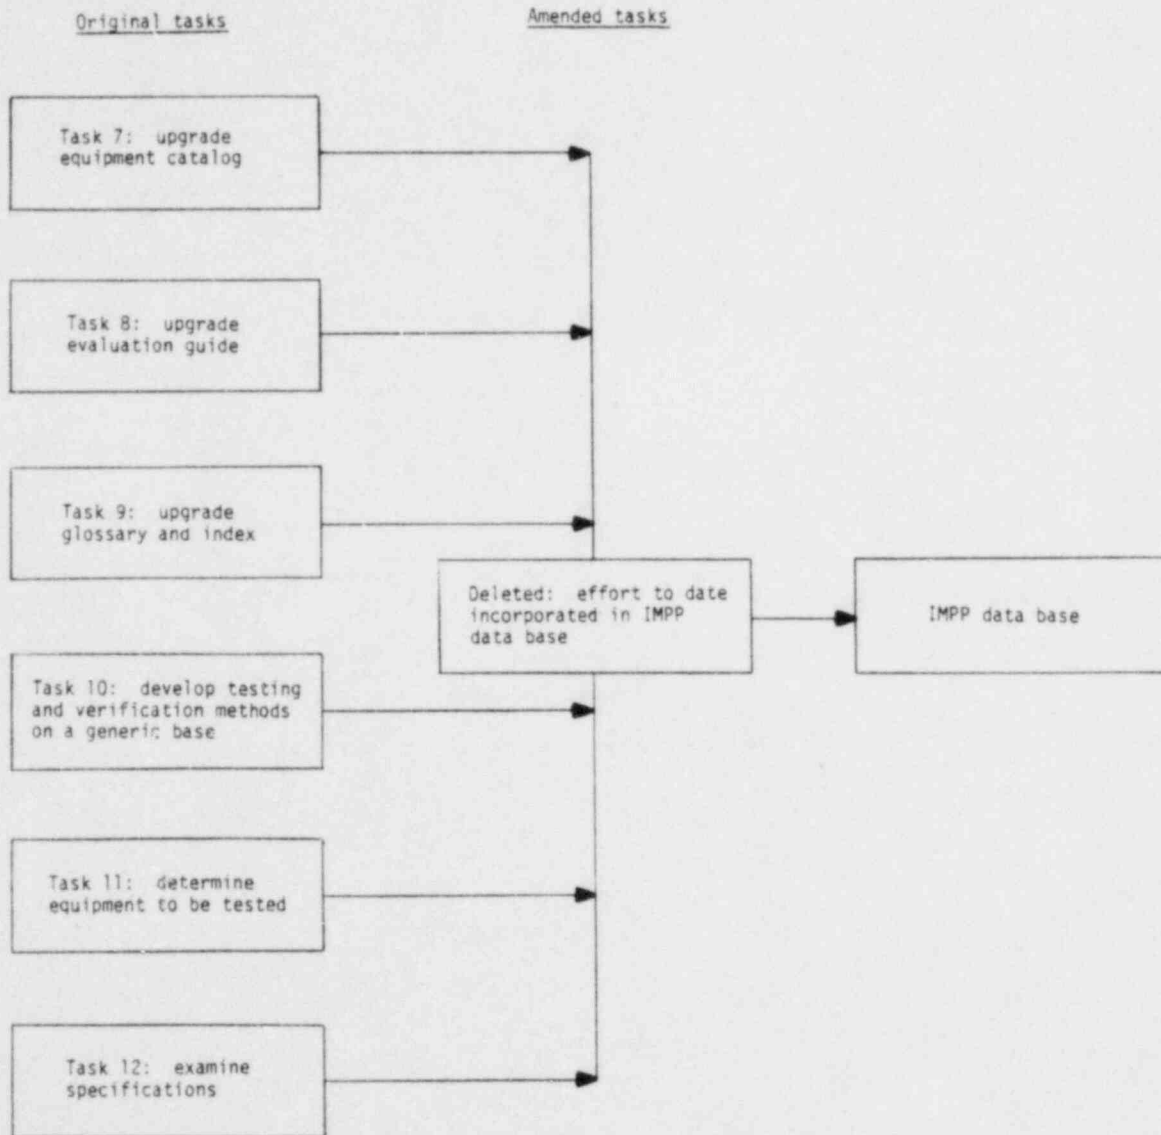 Original tasks
Amended tasks
Task 7: upgrade
equipment catalog
Task 8: upgrade
evaluation guide
Task 9: upgrade
glossary and index
Deleted: effort to date
incorporated in IMPP
data base
IMPP data base
Task 10: develop testing
and verification methods
on a generic base
Task 11: determine
equipment to be tested
Task 12: examine
specifications